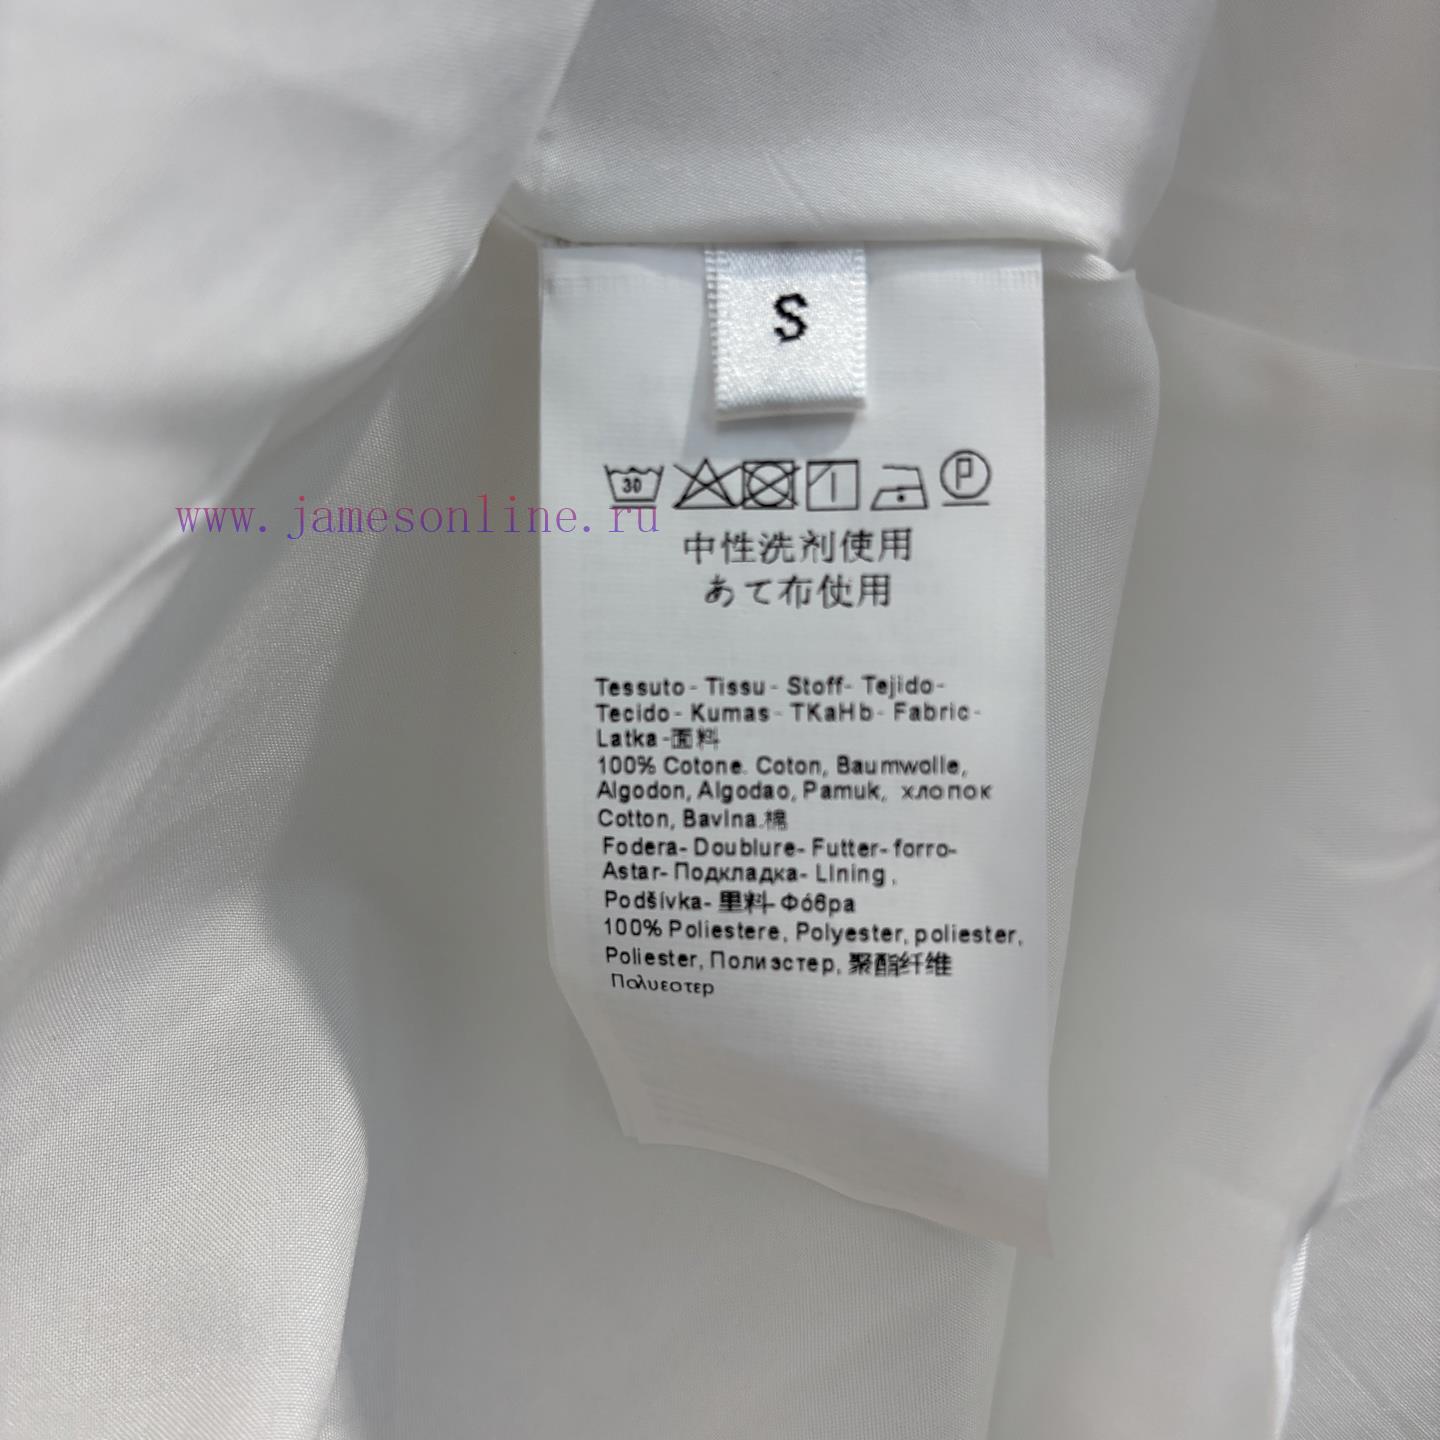 S
30
P
www.jamesonline.ru
中性洗剤使用
あて布使用
Tessuto- Tissu - Stoff- Tejido-
Tecido- Kumas- TKaHb- Fabric-
Latka-面料
100% Cotone. Coton, Baumwolle,
Algodon, Algodao, Pamuk, хлопок
Cotton, Bavlna.棉
Fodera- Doublure- Futter- forro-
Astar- Подкладка- Lining,
Podšívka- 里料- Фόδρа
100% Poliestere, Polyester, poliester,
Poliester, Полиэстер, 聚酯纤维
Πολυεστερ